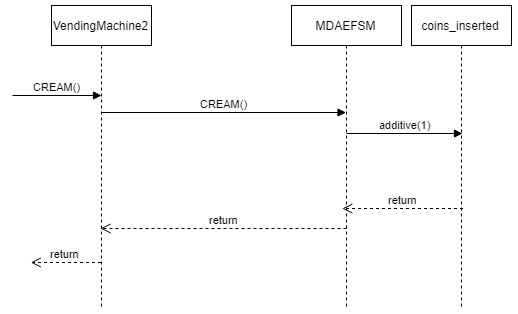 VendingMachine2
MDAEFSM
coins_inserted
CREAM()
CREAM()
additive(1)
return
return
return